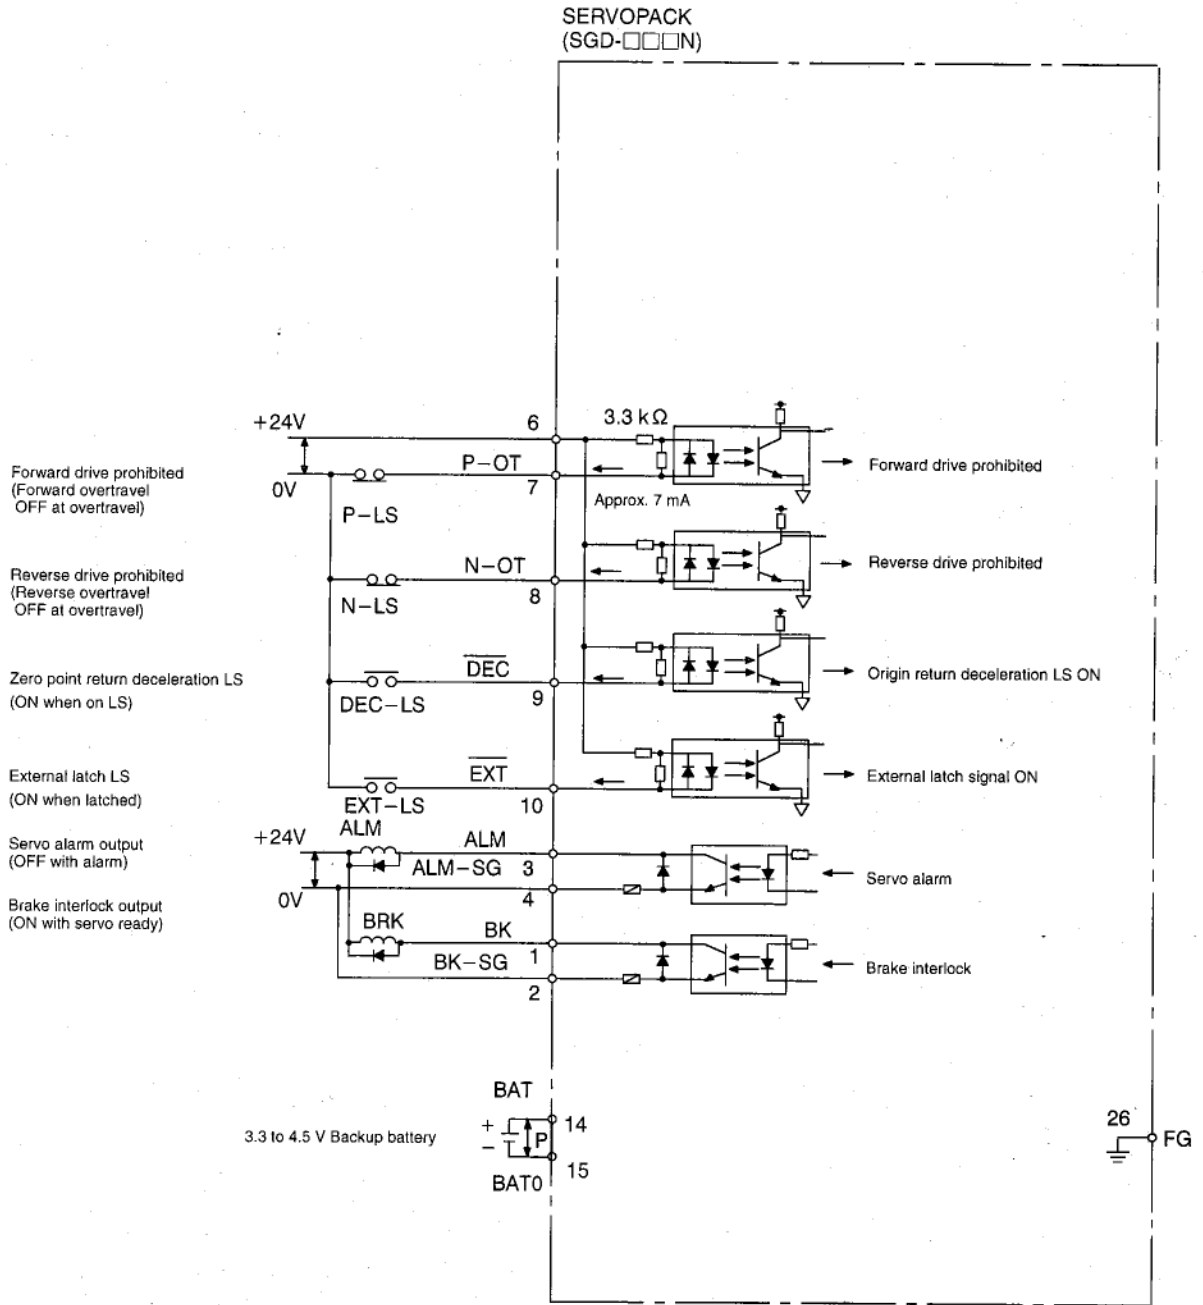 SERVOPACK
(SGD-□□□N)
+24V
6
3.3 kΩ
Forward drive prohibited
(Forward overtravel
OFF at overtravel)
0V
P-OT
7
P-LS
Approx. 7 mA
Forward drive prohibited
Reverse drive prohibited
(Reverse overtravel
OFF at overtravel)
N-OT
8
N-LS
Reverse drive prohibited
Zero point return deceleration LS
(ON when on LS)
DEC
9
DEC-LS
Origin return deceleration LS ON
External latch LS
(ON when latched)
EXT
10
EXT-LS
External latch signal ON
Servo alarm output
(OFF with alarm)
+24V
ALM
ALM
3
ALM-SG
4
0V
Servo alarm
Brake interlock output
(ON with servo ready)
BRK
BK
1
BK-SG
2
Brake interlock
BAT
14
3.3 to 4.5 V Backup battery
+
−
P
15
BAT0
26
FG